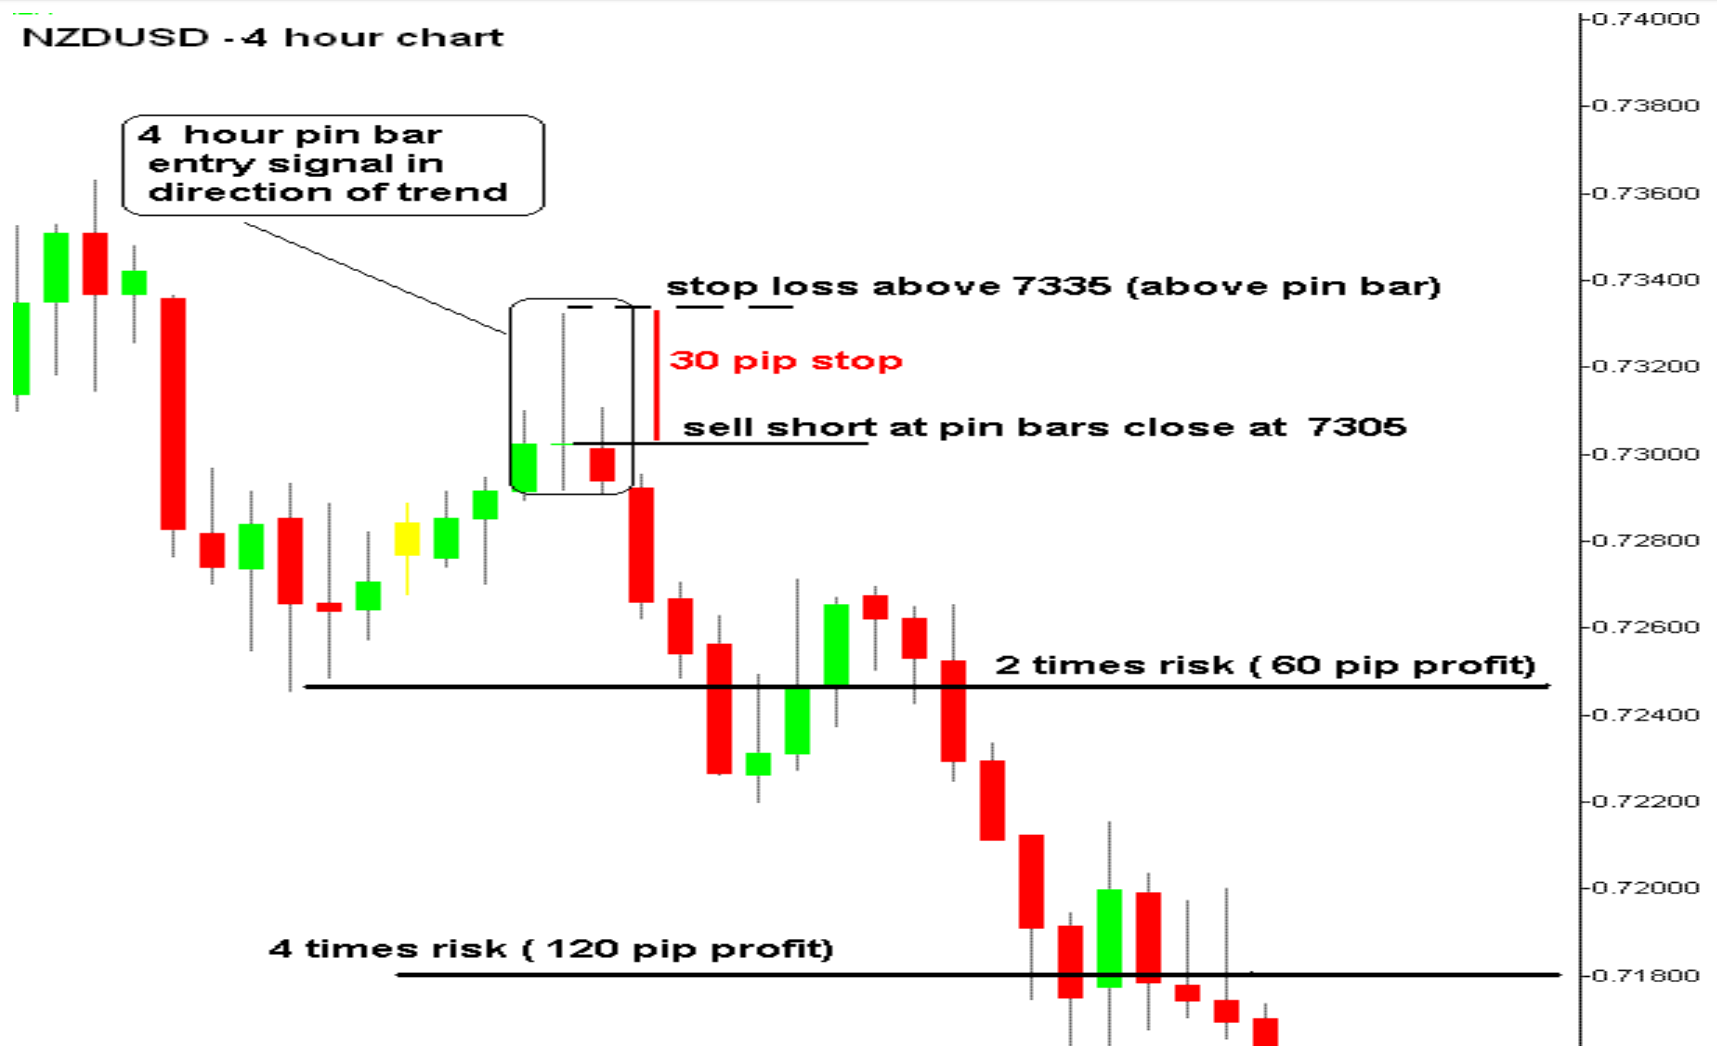 NZDUSD - 4 hour chart
4 hour pin bar
entry signal in
direction of trend
stop loss above 7335 (above pin bar)
30 pip stop
sell short at pin bars close at 7305
2 times risk ( 60 pip profit)
4 times risk ( 120 pip profit)
0.74000
0.73800
0.73600
0.73400
0.73200
0.73000
0.72800
0.72600
0.72400
0.72200
0.72000
0.71800